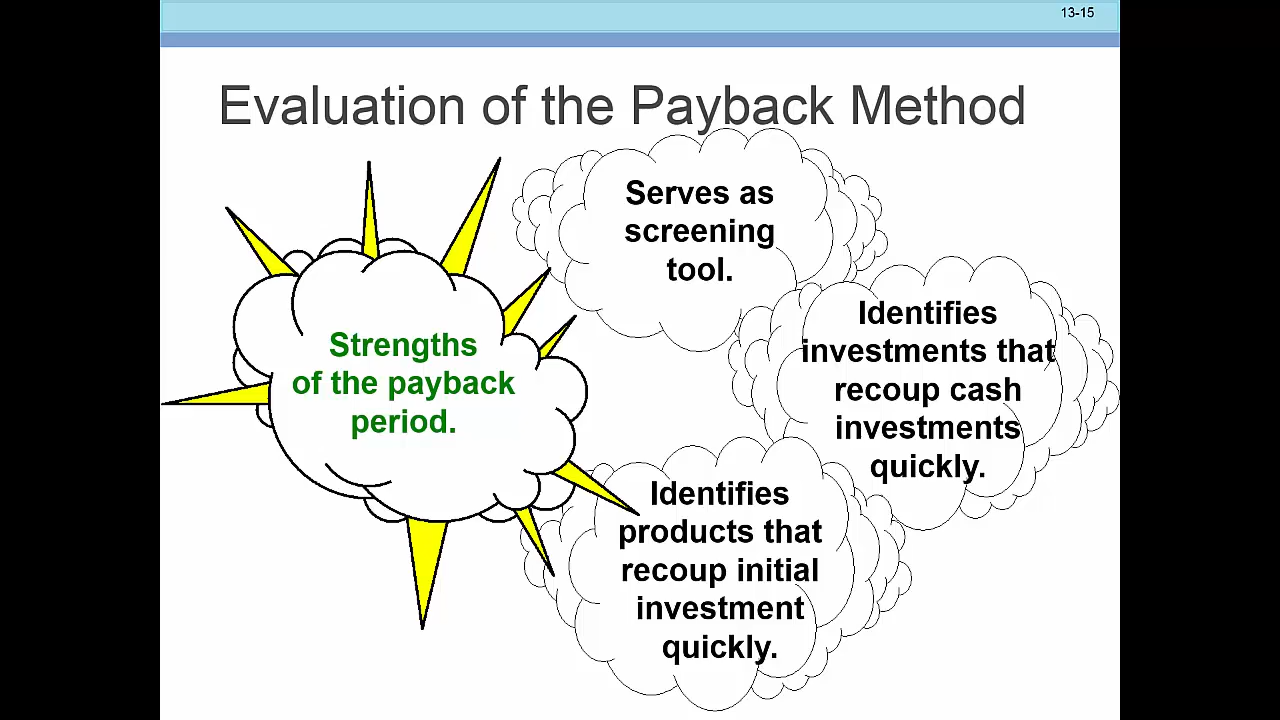 13-15
Evaluation of the Payback Method
Strengths
of the payback
period.
Serves as
screening
tool.
Identifies
investments that
recoup cash
investments
quickly.
Identifies
products that
recoup initial
investment
quickly.